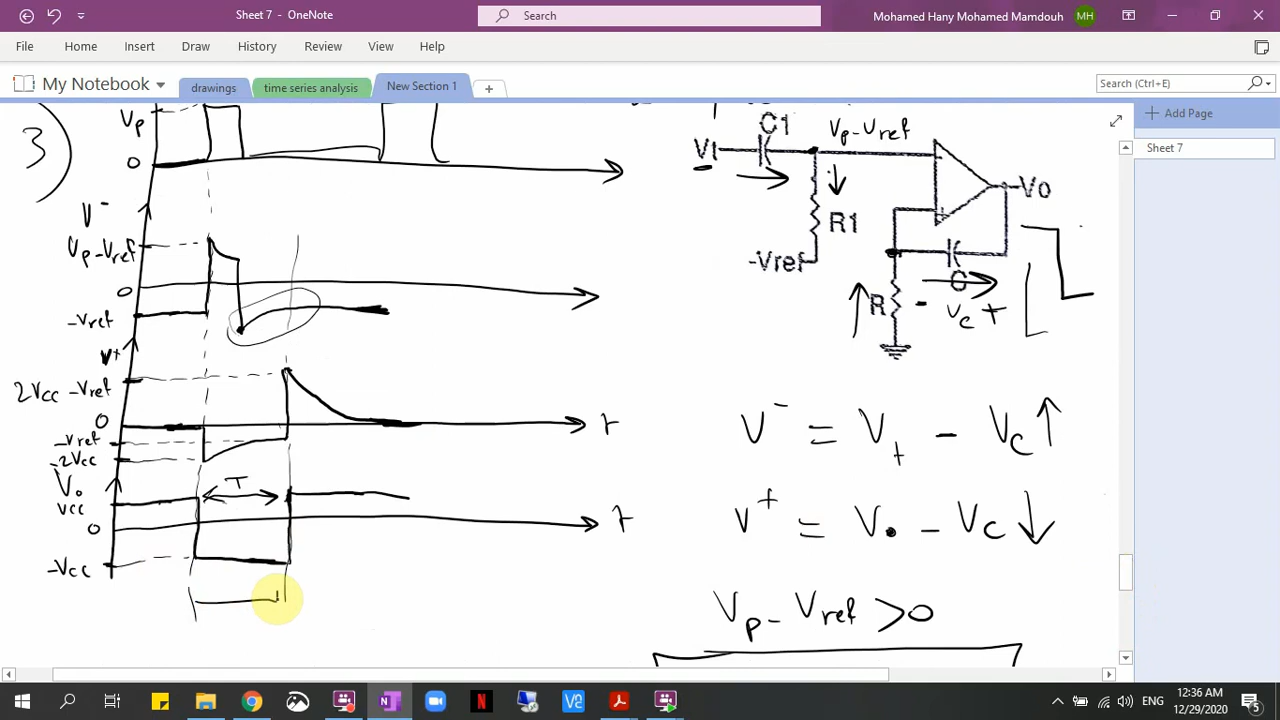 Sheet 7 - OneNote
Search
Mohamed Hany Mohamed Mamdouh
MH
File Home Insert Draw History Review View Help
My Notebook
drawings
time series analysis
New Section 1
+
Search (Ctrl+E)
+ Add Page
Sheet 7
3)
Vp
0
V-
Vp-Vref
0
-Vref
V+
2Vcc-Vref
0
-Vref
-2Vcc
t
Vo
Vcc
T
0
t
-Vcc
C1
Vp-Vref
V1
Vo
R1
-Vref
C
R
- Vc +
V- = Vt - Vc↑
V+ = Vo - Vc↓
Vp - Vref >0
ENG
12:36 AM
12/29/2020
5